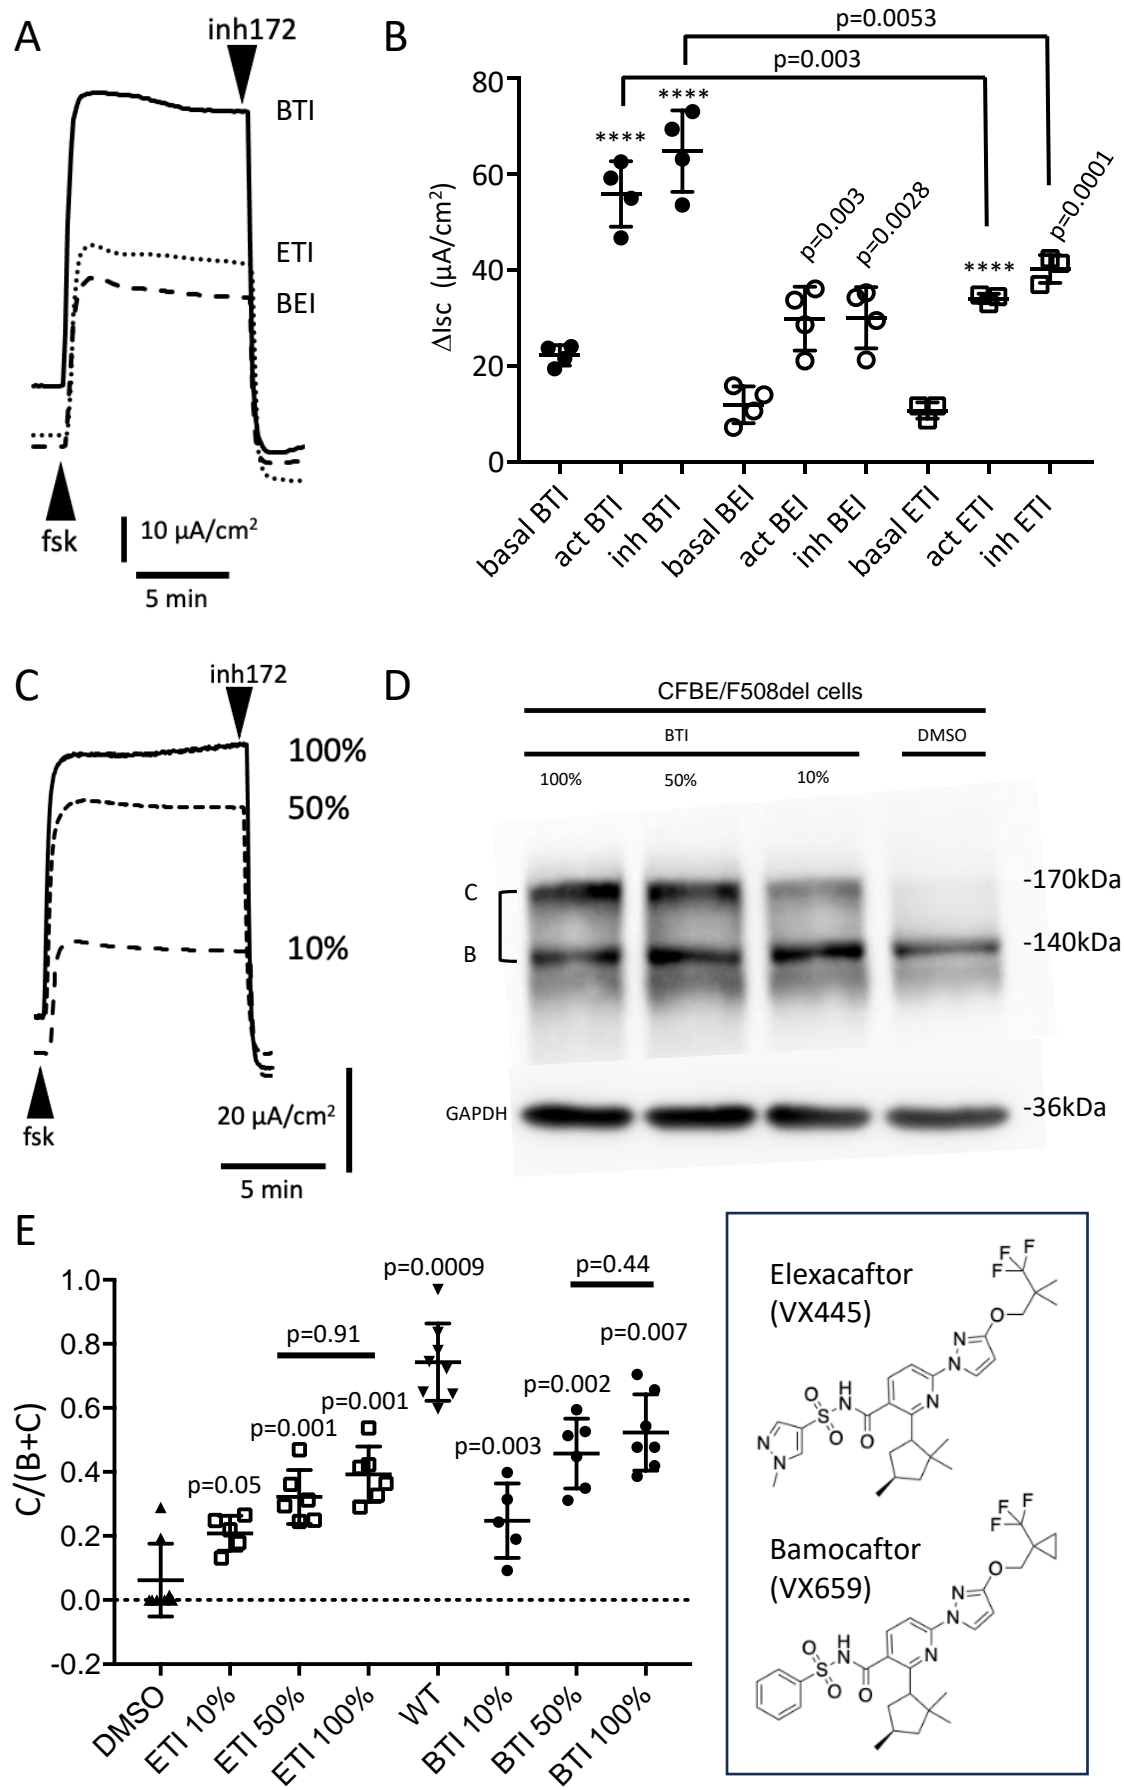 A
inh172
BTI
ETI
BEI
fsk
10 µA/cm²
5 min
B
p=0.0053
p=0.003
ΔIsc (µA/cm²)
80
60
40
20
0
****
****
p=0.003
p=0.0028
****
p=0.0001
basal BTI
act BTI
inh BTI
basal BEI
act BEI
inh BEI
basal ETI
act ETI
inh ETI
C
inh172
100%
50%
10%
fsk
20 µA/cm²
5 min
D
CFBE/F508del cells
BTI
DMSO
100%
50%
10%
C
B
GAPDH
-170kDa
-140kDa
-36kDa
E
C/(B+C)
1.0
0.8
0.6
0.4
0.2
0.0
-0.2
p=0.05
p=0.001
p=0.91
p=0.001
p=0.0009
p=0.003
p=0.002
p=0.44
p=0.007
DMSO
ETI 10%
ETI 50%
ETI 100%
WT
BTI 10%
BTI 50%
BTI 100%
Elexacaftor
(VX445)
F
F
F
O
N
N
N
O
H
S
N
O
O
N
N
Bamocaftor
(VX659)
F
F
F
O
N
N
N
O
H
S
N
O
O